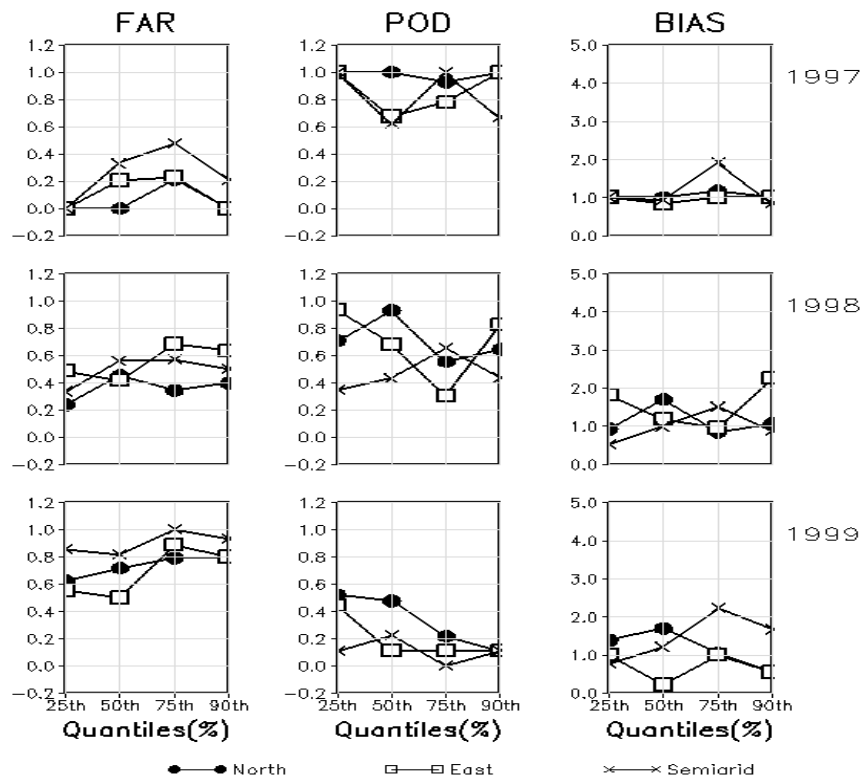 FAR POD BIAS
1.2 1.2 5.0
1.0 1.0 4.0
0.8 0.8 3.0
0.6 0.6 2.0
0.4 0.4 1.0
0.2 0.2 0.0
0.0 0.0
−0.2 −0.2
1997
1.2 1.2 5.0
1.0 1.0 4.0
0.8 0.8 3.0
0.6 0.6 2.0
0.4 0.4 1.0
0.2 0.2 0.0
0.0 0.0
−0.2 −0.2
1998
1.2 1.2 5.0
1.0 1.0 4.0
0.8 0.8 3.0
0.6 0.6 2.0
0.4 0.4 1.0
0.2 0.2 0.0
0.0 0.0
−0.2 −0.2
1999
25th 50th 75th 90th 25th 50th 75th 90th 25th 50th 75th 90th
Quantiles(%) Quantiles(%) Quantiles(%)
North East Semiarid